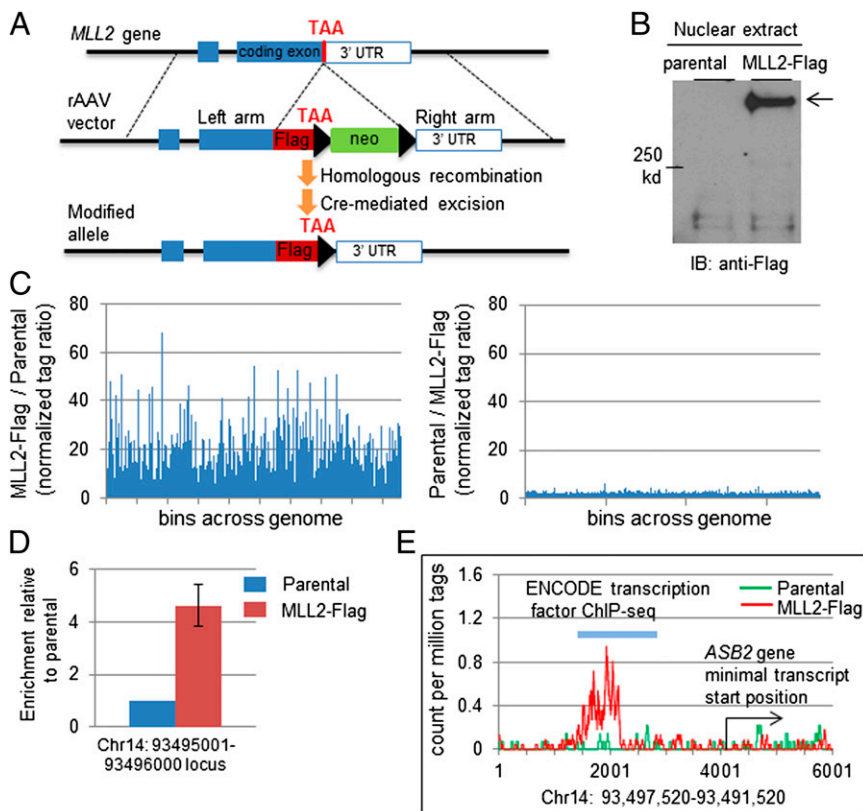 A
MLL2 gene
TAA
coding exon
3' UTR
rAAV
vector
Left arm
TAA
Right arm
Flag
neo
3' UTR
Homologous recombination
Cre-mediated excision
Modified
allele
TAA
Flag
3' UTR
B
Nuclear extract
parental MLL2-Flag
250
kd
IB: anti-Flag
C
MLL2-Flag / Parental
(normalized tag ratio)
80
60
40
20
0
bins across genome
Parental / MLL2-Flag
(normalized tag ratio)
80
60
40
20
0
bins across genome
D
Enrichment relative
to parental
6
4
2
0
Parental
MLL2-Flag
Chr14: 93495001-
93496000 locus
E
count per million tags
1.6
1.2
0.8
0.4
0
ENCODE transcription
factor ChIP-seq
Parental
MLL2-Flag
ASB2 gene
minimal transcript
start position
1 2001 4001 6001
Chr14: 93,497,520-93,491,520